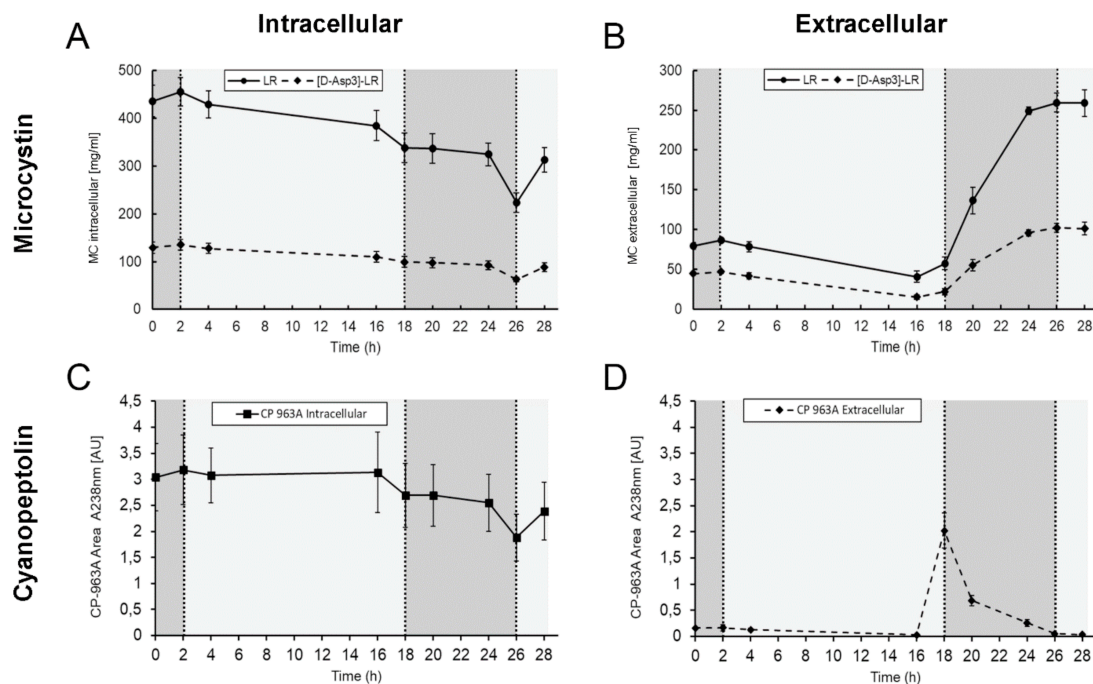 Intracellular
Extracellular
Microcystin
Cyanopeptolin
A
LR
[D-Asp3]-LR
MC intracellular [mg/ml]
500
400
300
200
100
0
0 2 4 6 8 10 12 14 16 18 20 22 24 26 28
Time (h)
B
LR
[D-Asp3]-LR
MC extracellular [mg/ml]
300
250
200
150
100
50
0
0 2 4 6 8 10 12 14 16 18 20 22 24 26 28
Time (h)
C
CP 963A Intracellular
CP-963A Area A238nm [AU]
4,5
4
3,5
3
2,5
2
1,5
1
0,5
0
0 2 4 6 8 10 12 14 16 18 20 22 24 26 28
Time (h)
D
CP 963A Extracellular
CP-963A Area A238nm [AU]
4,5
4
3,5
3
2,5
2
1,5
1
0,5
0
0 2 4 6 8 10 12 14 16 18 20 22 24 26 28
Time (h)